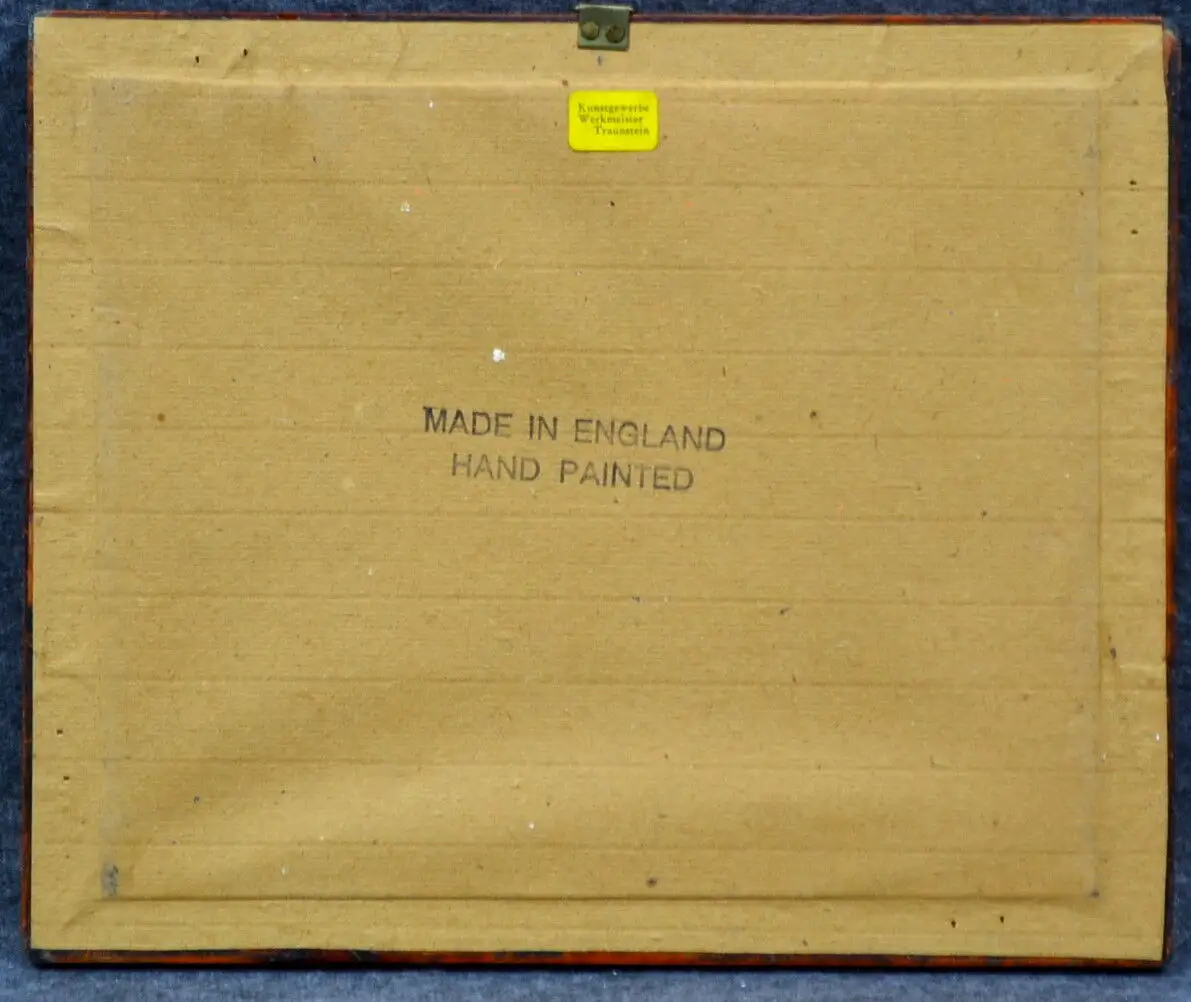 Kunstgewerbe
Werkmeister
Traunstein
MADE IN ENGLAND
HAND PAINTED